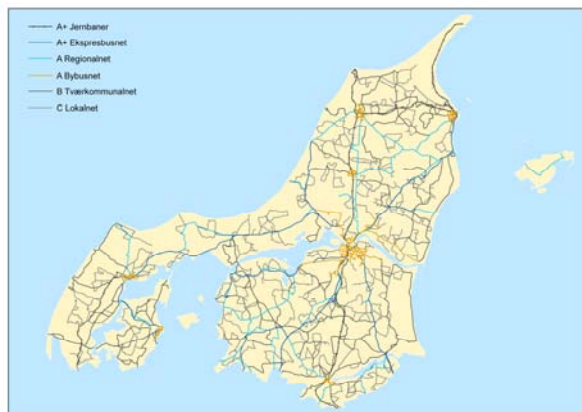 A+ Jernbaner
A+ Ekspresbusnet
A Regionalnet
A Bybusnet
B Tværkommunalnet
C Lokalnet